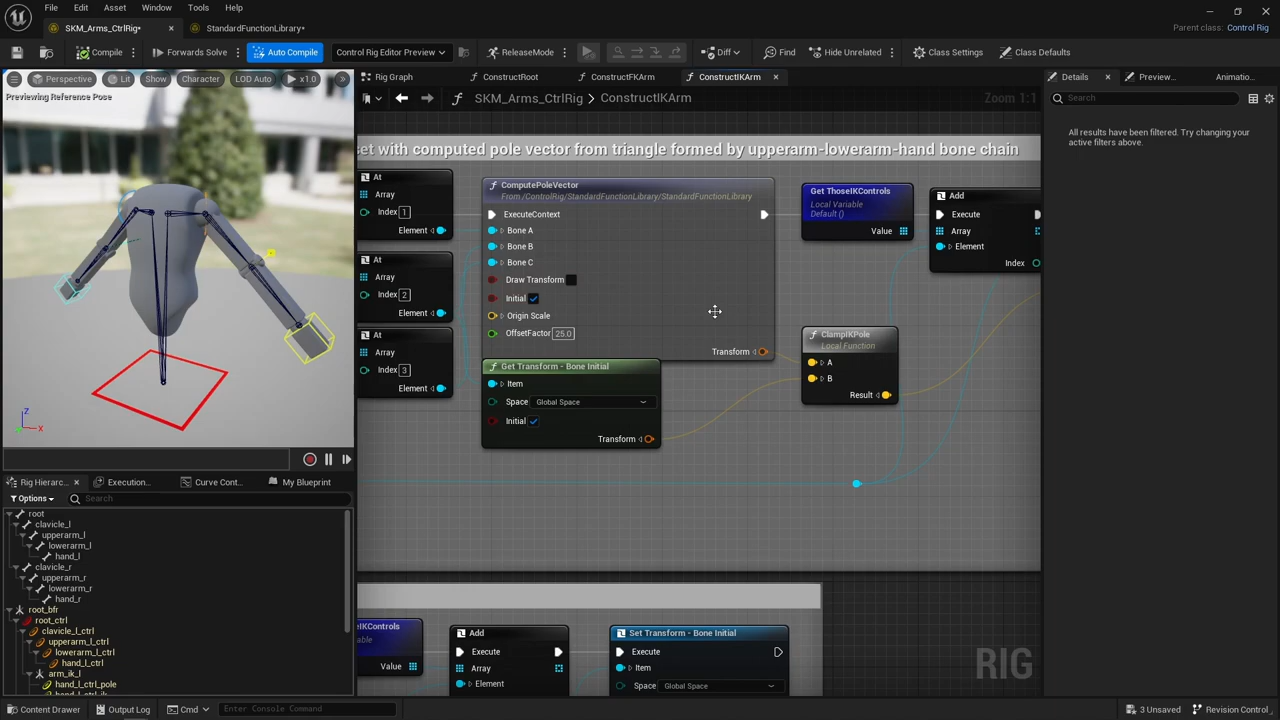 File Edit Asset Window Tools Help
SKM_Arms_CtrlRig*
StandardFunctionLibrary*
Parent class: Control Rig
Compile
Forwards Solve
Auto Compile
Control Rig Editor Preview
ReleaseMode
Diff
Find
Hide Unrelated
Class Settings
Class Defaults
Perspective
Lit
Show
Character
LOD Auto
x1.0
Previewing Reference Pose
Rig Graph
ConstructRoot
ConstructFKArm
ConstructIKArm
Details
Preview...
Animatio...
SKM_Arms_CtrlRig > ConstructIKArm
Zoom 1:1
Search
All results have been filtered. Try changing your
active filters above.
set with computed pole vector from triangle formed by upperarm-lowerarm-hand bone chain
At
Array
Index 1
Element
At
Array
Index 2
Element
At
Array
Index 3
Element
ComputePoleVector
From /ControlRig/StandardFunctionLibrary/StandardFunctionLibrary
ExecuteContext
Bone A
Bone B
Bone C
Draw Transform
Initial
Origin Scale
OffsetFactor 25.0
Transform
Get Transform - Bone Initial
Item
Space Global Space
Initial
Transform
Get ThoseIKControls
Local Variable
Default ()
Value
Add
Execute
Array
Element
Index
ClampIKPole
Local Function
A
B
Result
Z
X
Rig Hierarc...
Execution...
Curve Cont...
My Blueprint
Options
Search
root
clavicle_l
upperarm_l
lowerarm_l
hand_l
clavicle_r
upperarm_r
lowerarm_r
hand_r
root_bfr
root_ctrl
clavicle_l_ctrl
upperarm_l_ctrl
lowerarm_l_ctrl
hand_l_ctrl
arm_ik_l
hand_l_ctrl_pole
hand_l_ctrl_ik
IKControls
able
Value
Add
Execute
Array
Element
Set Transform - Bone Initial
Execute
Item
Space Global Space
RIG
Content Drawer
Output Log
Cmd
Enter Console Command
3 Unsaved
Revision Control